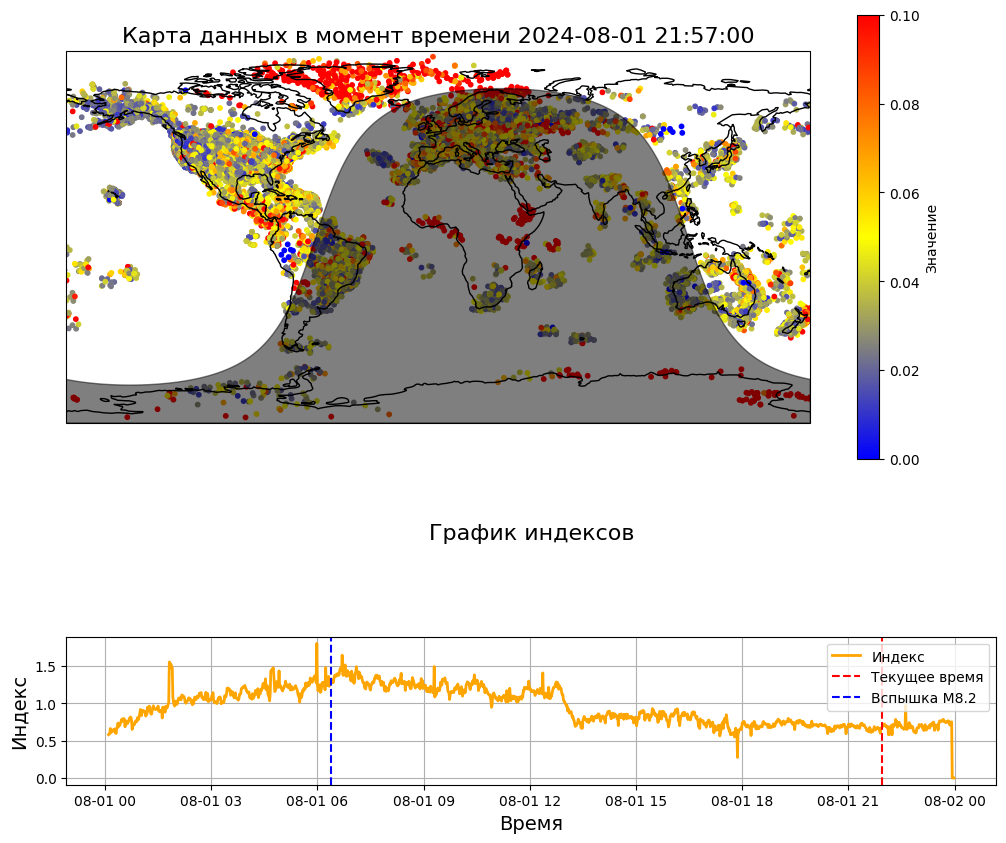 Карта данных в момент времени 2024-08-01 21:57:00
0.10
0.08
0.06
0.04
0.02
0.00
Значение
График индексов
Индекс
1.5
1.0
0.5
0.0
Индекс
Текущее время
Вспышка M8.2
08-01 00
08-01 03
08-01 06
08-01 09
08-01 12
08-01 15
08-01 18
08-01 21
08-02 00
Время